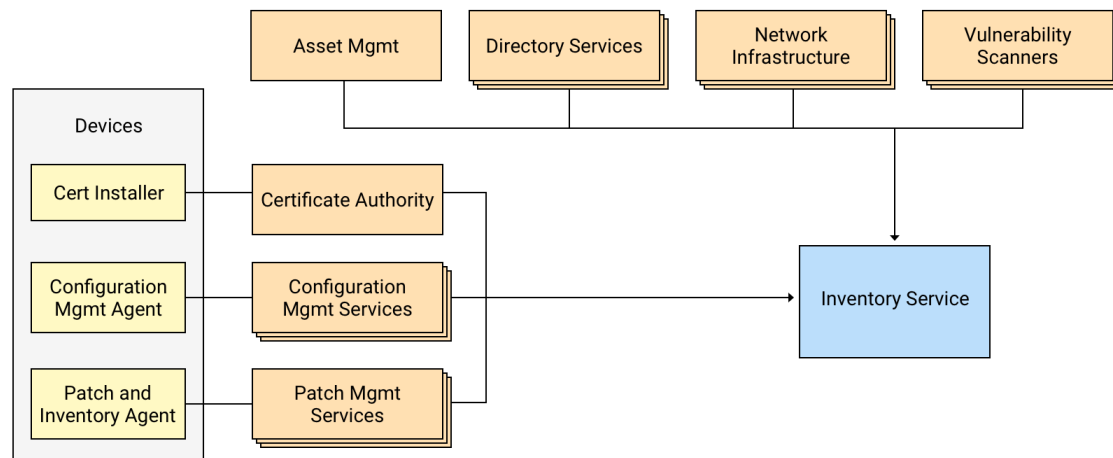 Asset Mgmt
Directory Services
Network
Infrastructure
Vulnerability
Scanners
Devices
Cert Installer
Certificate Authority
Configuration
Mgmt Agent
Configuration
Mgmt Services
Inventory Service
Patch and
Inventory Agent
Patch Mgmt
Services